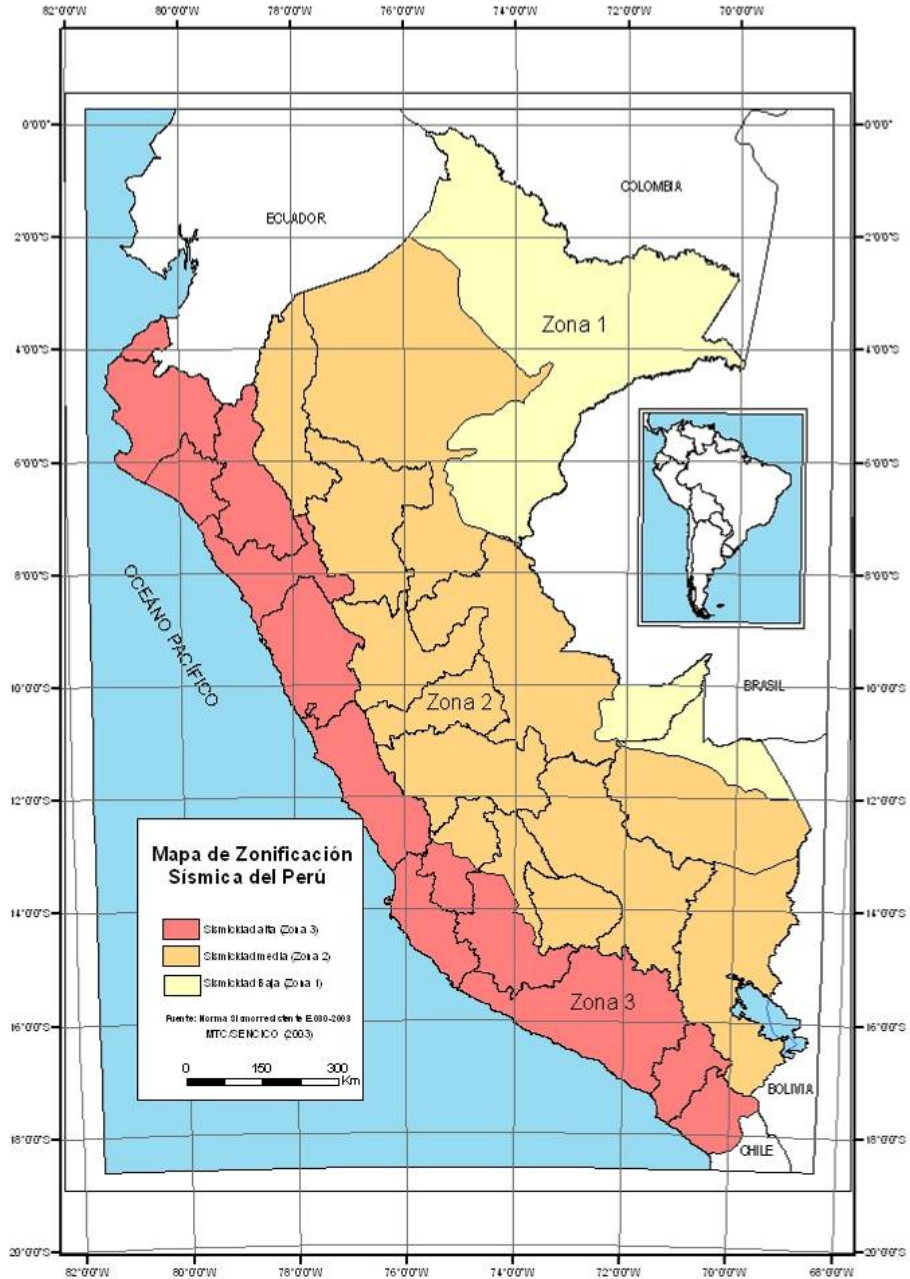 82°0'0"W 80°0'0"W 78°0'0"W 76°0'0"W 74°0'0"W 72°0'0"W 70°0'0"W
0°0'0" 0°0'0"
COLOMBIA
ECUADOR
2°0'0"S 2°0'0"S
Zona 1
4°0'0"S 4°0'0"S
6°0'0"S 6°0'0"S
8°0'0"S 8°0'0"S
OCEÁNO PACÍFICO
10°0'0"S 10°0'0"S
BRASIL
Zona 2
12°0'0"S 12°0'0"S
Mapa de Zonificación
Sísmica del Perú
14°0'0"S 14°0'0"S
Sismicidad alta (Zona 3)
Sismicidad media (Zona 2)
Sismicidad Baja (Zona 1)
Zona 3
16°0'0"S 16°0'0"S
Fuente: Norma Sismorresistente E.030-2003
MTC/SENCICO (2003)
0 150 300
Km
BOLIVIA
18°0'0"S 18°0'0"S
CHILE
20°0'0"S 20°0'0"S
82°0'0"W 80°0'0"W 78°0'0"W 76°0'0"W 74°0'0"W 72°0'0"W 70°0'0"W 68°0'0"W